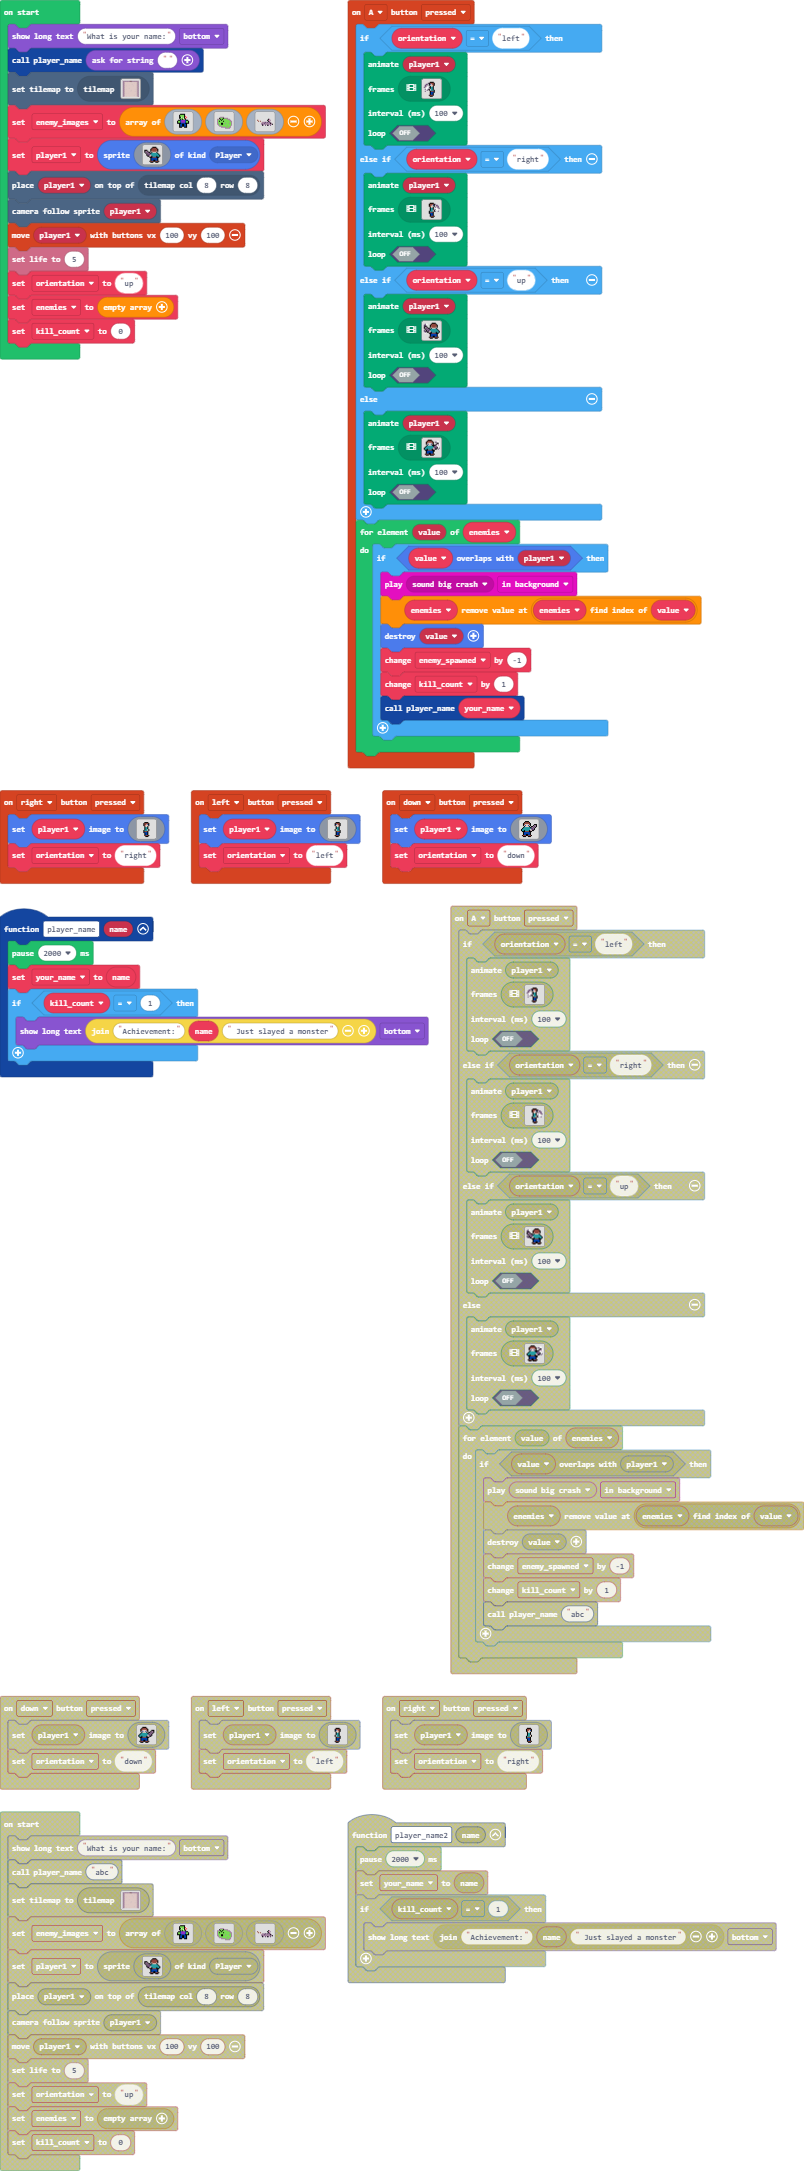 on start
show long text "What is your name:" bottom
call player_name ask for string " "
set tilemap to tilemap
set enemy_images to array of
set player1 to sprite of kind Player
place player1 on top of tilemap col 8 row 8
camera follow sprite player1
move player1 with buttons vx 100 vy 100
set life to 5
set orientation to "up"
set enemies to empty array
set kill_count to 0
on A button pressed
if orientation = "left" then
animate player1
frames
interval (ms) 100
loop OFF
else if orientation = "right" then
animate player1
frames
interval (ms) 100
loop OFF
else if orientation = "up" then
animate player1
frames
interval (ms) 100
loop OFF
else
animate player1
frames
interval (ms) 100
loop OFF
for element value of enemies
do
if value overlaps with player1 then
play sound big crash in background
enemies remove value at enemies find index of value
destroy value
change enemy_spawned by -1
change kill_count by 1
call player_name your_name
on right button pressed
set player1 image to
set orientation to "right"
on left button pressed
set player1 image to
set orientation to "left"
on down button pressed
set player1 image to
set orientation to "down"
function player_name name
pause 2000 ms
set your_name to name
if kill_count = 1 then
show long text join "Achievement:" name " Just slayed a monster" bottom
on A button pressed
if orientation = "left" then
animate player1
frames
interval (ms) 100
loop OFF
else if orientation = "right" then
animate player1
frames
interval (ms) 100
loop OFF
else if orientation = "up" then
animate player1
frames
interval (ms) 100
loop OFF
else
animate player1
frames
interval (ms) 100
loop OFF
for element value of enemies
do
if value overlaps with player1 then
play sound big crash in background
enemies remove value at enemies find index of value
destroy value
change enemy_spawned by -1
change kill_count by 1
call player_name "abc"
on down button pressed
set player1 image to
set orientation to "down"
on left button pressed
set player1 image to
set orientation to "left"
on right button pressed
set player1 image to
set orientation to "right"
on start
show long text "What is your name:" bottom
call player_name "abc"
set tilemap to tilemap
set enemy_images to array of
set player1 to sprite of kind Player
place player1 on top of tilemap col 8 row 8
camera follow sprite player1
move player1 with buttons vx 100 vy 100
set life to 5
set orientation to "up"
set enemies to empty array
set kill_count to 0
function player_name2 name
pause 2000 ms
set your_name to name
if kill_count = 1 then
show long text join "Achievement:" name " Just slayed a monster" bottom